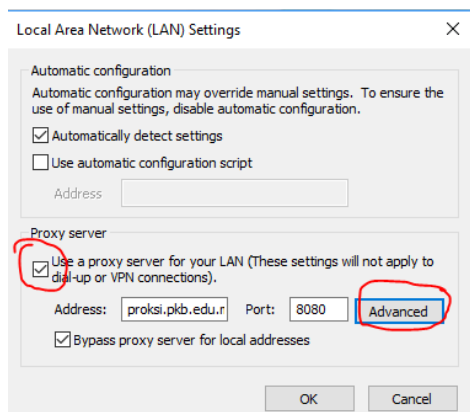 Local Area Network (LAN) Settings
Automatic configuration
Automatic configuration may override manual settings. To ensure the
use of manual settings, disable automatic configuration.
Automatically detect settings
Use automatic configuration script
Address
Proxy server
Use a proxy server for your LAN (These settings will not apply to
dial-up or VPN connections).
Address: proksi.pkb.edu.r Port: 8080 Advanced
Bypass proxy server for local addresses
OK Cancel